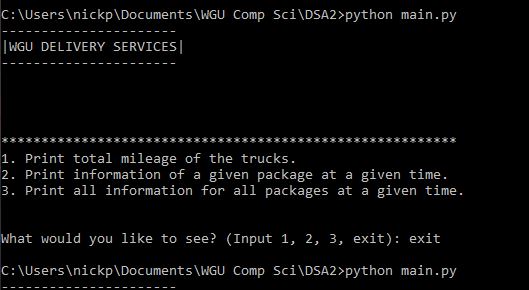 C:\Users\nickp\Documents\WGU Comp Sci\DSA2>python main.py
----------------------
|WGU DELIVERY SERVICES|
----------------------
*********************************************************
1. Print total mileage of the trucks.
2. Print information of a given package at a given time.
3. Print all information for all packages at a given time.
What would you like to see? (Input 1, 2, 3, exit): exit
C:\Users\nickp\Documents\WGU Comp Sci\DSA2>python main.py
----------------------